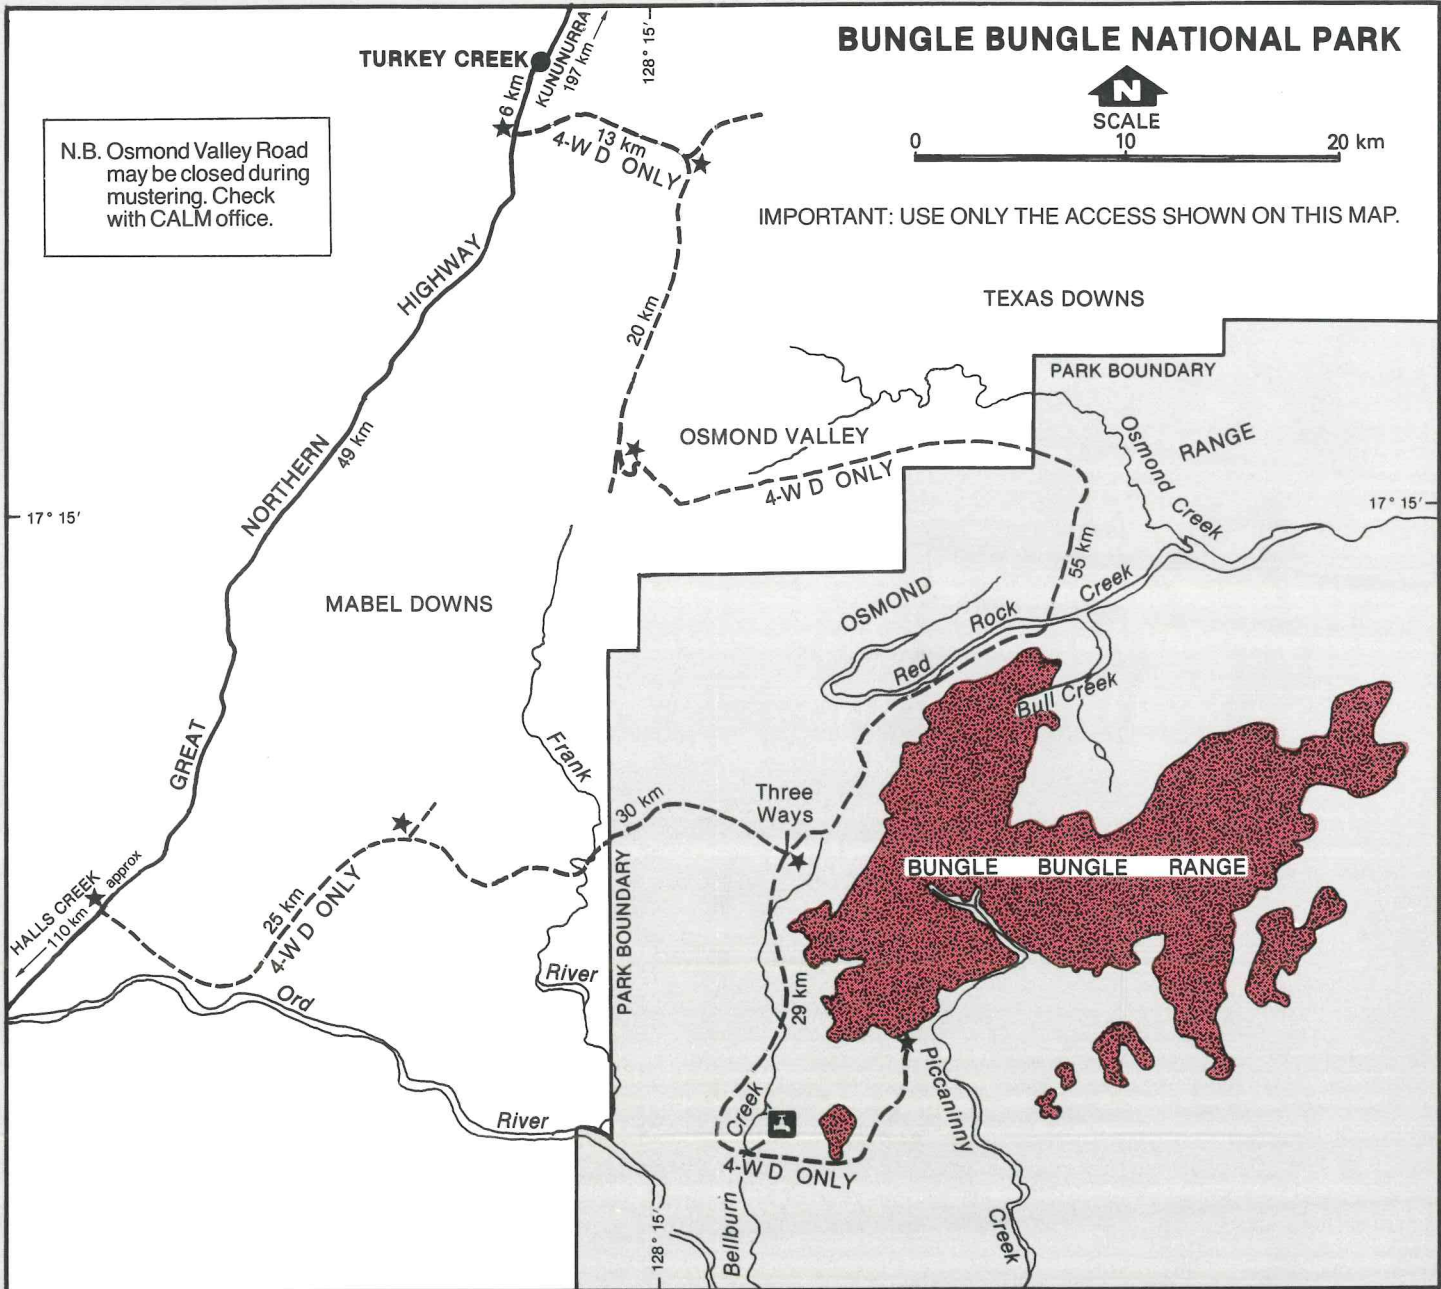 BUNGLE BUNGLE NATIONAL PARK
N
SCALE
0 10 20 km
IMPORTANT: USE ONLY THE ACCESS SHOWN ON THIS MAP.
TURKEY CREEK
KUNUNURRA
197 km
128° 15′
6 km
13 km
4-W D ONLY
N.B. Osmond Valley Road
may be closed during
mustering. Check
with CALM office.
HIGHWAY
20 km
TEXAS DOWNS
PARK BOUNDARY
NORTHERN
49 km
OSMOND VALLEY
4-W D ONLY
Osmond Creek
RANGE
17° 15′
17° 15′
55 km
MABEL DOWNS
OSMOND
Red Rock Creek
Bull Creek
GREAT
Frank
30 km
Three
Ways
BUNGLE BUNGLE RANGE
HALLS CREEK
110 km
approx
25 km
4-W D ONLY
PARK BOUNDARY
River
29 km
Ord
River
Creek
Piccaninny
4-W D ONLY
Bellburn
Creek
128° 15′